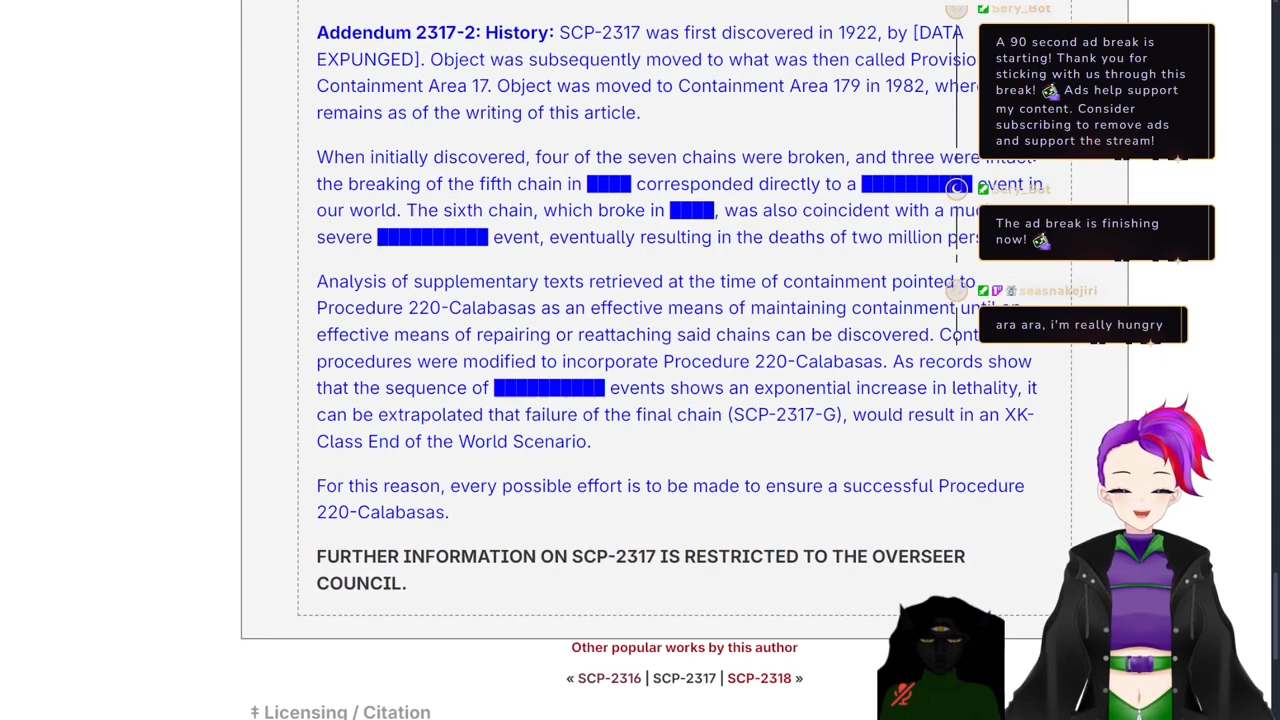 Addendum 2317-2: History: SCP-2317 was first discovered in 1922, by [DATA
EXPUNGED]. Object was subsequently moved to what was then called Provisio
Containment Area 17. Object was moved to Containment Area 179 in 1982, where
remains as of the writing of this article.
When initially discovered, four of the seven chains were broken, and three were intact:
the breaking of the fifth chain in ████ corresponded directly to a ██████████ event in
our world. The sixth chain, which broke in ████, was also coincident with a muc
severe ██████████ event, eventually resulting in the deaths of two million pers
Analysis of supplementary texts retrieved at the time of containment pointed to
Procedure 220-Calabasas as an effective means of maintaining containment until an
effective means of repairing or reattaching said chains can be discovered. Cont
procedures were modified to incorporate Procedure 220-Calabasas. As records show
that the sequence of ██████████ events shows an exponential increase in lethality, it
can be extrapolated that failure of the final chain (SCP-2317-G), would result in an XK-
Class End of the World Scenario.
For this reason, every possible effort is to be made to ensure a successful Procedure
220-Calabasas.
FURTHER INFORMATION ON SCP-2317 IS RESTRICTED TO THE OVERSEER
COUNCIL.
Other popular works by this author
« SCP-2316 | SCP-2317 | SCP-2318 »
‡ Licensing / Citation
Sery_Bot
A 90 second ad break is
starting! Thank you for
sticking with us through this
break! Ads help support
my content. Consider
subscribing to remove ads
and support the stream!
Sery_Bot
The ad break is finishing
now!
seasnakejiri
ara ara, i'm really hungry